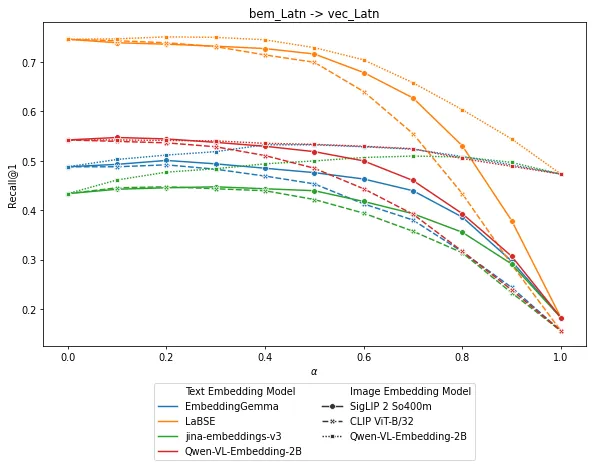 bem_Latn -> vec_Latn
Recall@1
0.7
0.6
0.5
0.4
0.3
0.2
0.0 0.2 0.4 0.6 0.8 1.0
α
Text Embedding Model Image Embedding Model
EmbeddingGemma SigLIP 2 So400m
LaBSE CLIP ViT-B/32
jina-embeddings-v3 Qwen-VL-Embedding-2B
Qwen-VL-Embedding-2B